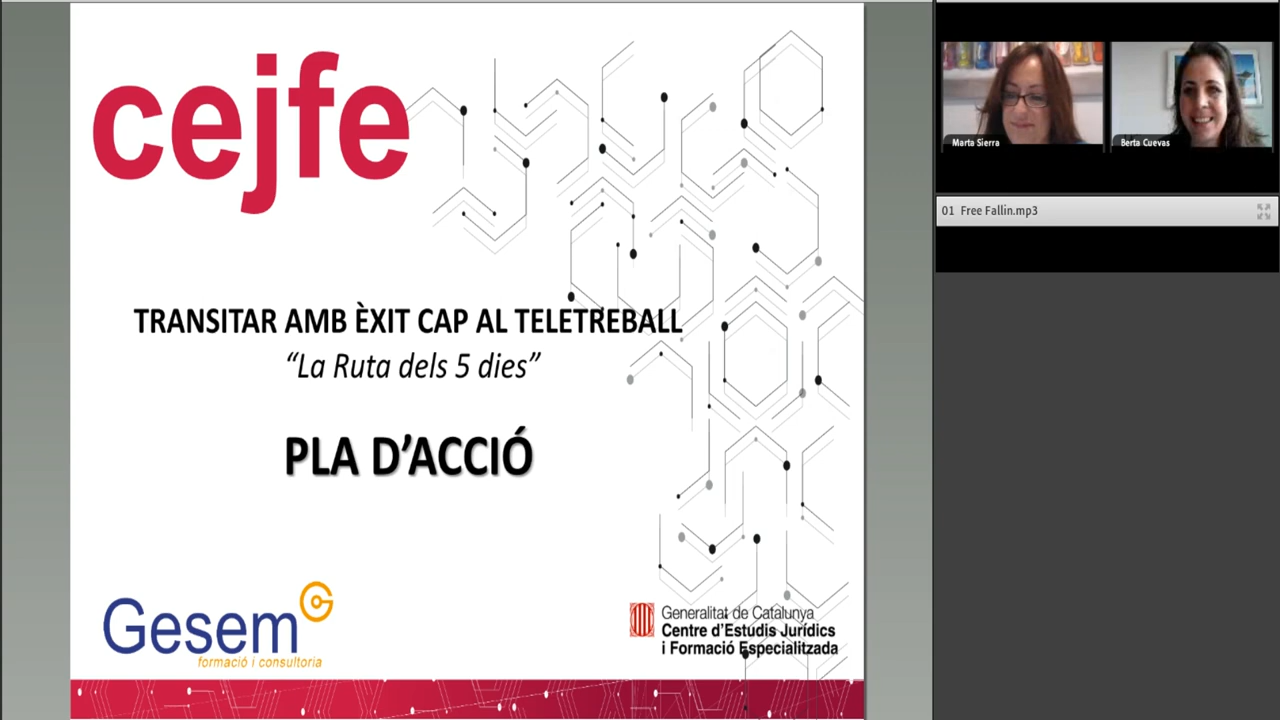 cejfe
TRANSITAR AMB ÈXIT CAP AL TELETREBALL
“La Ruta dels 5 dies”
PLA D’ACCIÓ
Gesem
formació i consultoria
Generalitat de Catalunya
Centre d’Estudis Jurídics
i Formació Especialitzada
Marta Sierra
Berta Cuevas
01 Free Fallin.mp3